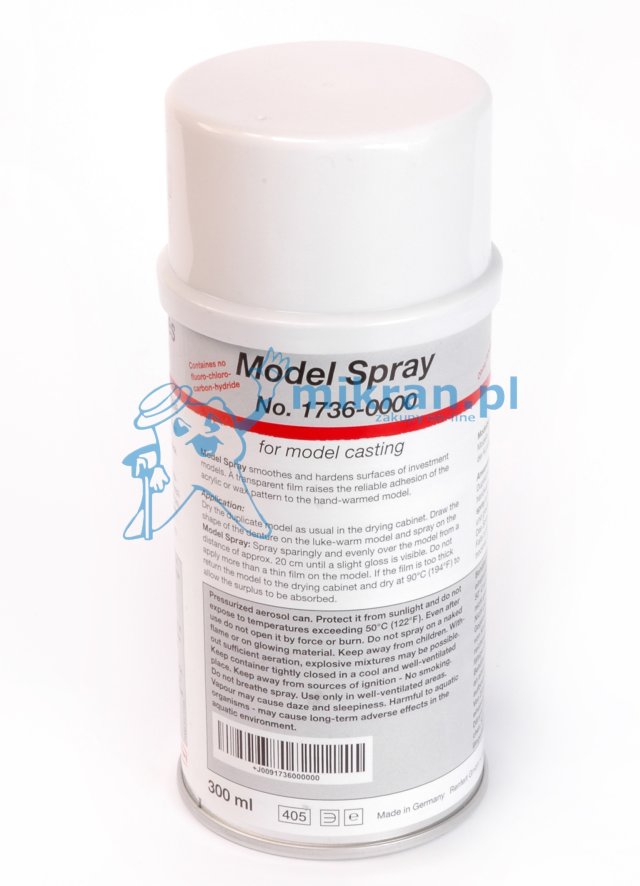 Containes no
fluoro-chloro-
carbon-hydride
Model Spray
No. 1736-0000
mikran.pl
zakupy on-line
for model casting
Model Spray smoothes and hardens surfaces of investment
models. A transparent film raises the reliable adhesion of the
acrylic or wax pattern to the hand-warmed model.
Application:
Dry the duplicate model as usual in the drying cabinet. Draw the
shape of the denture on the luke-warm model and spray on the
Model Spray: Spray sparingly and evenly over the model from a
distance of approx. 20 cm until a slight gloss is visible. Do not
apply more than a thin film on the model. If the film is too thick
return the model to the drying cabinet and dry at 90°C (194°F) to
allow the surplus to be absorbed.
Pressurized aerosol can. Protect it from sunlight and do not
expose to temperatures exceeding 50°C (122°F). Even after
use do not open it by force or burn. Do not spray on a naked
flame or on glowing material. Keep away from children. With-
out sufficient aeration, explosive mixtures may be possible.
Keep container tightly closed in a cool and well-ventilated
place. Keep away from sources of ignition - No smoking.
Do not breathe spray. Use only in well-ventilated areas.
Vapour may cause daze and sleepiness. Harmful to aquatic
organisms - may cause long-term adverse effects in the
aquatic environment.
+J0091736000000
300 ml
405
Made in Germany
Renfert